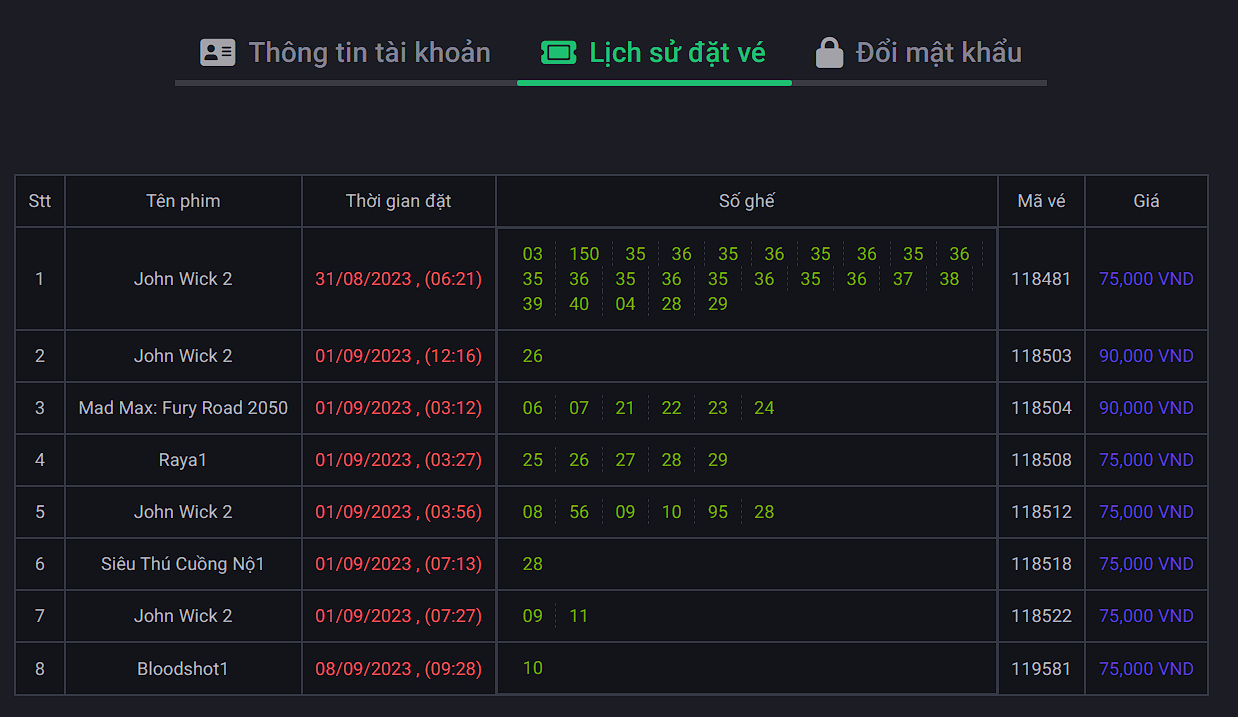 Thông tin tài khoản Lịch sử đặt vé Đổi mật khẩu
Stt Tên phim Thời gian đặt Số ghế Mã vé Giá
1 John Wick 2 31/08/2023 , (06:21) 03 150 35 36 35 36 35 36 35 36 118481 75,000 VND
35 36 35 36 35 36 35 36 37 38
39 40 04 28 29
2 John Wick 2 01/09/2023 , (12:16) 26 118503 90,000 VND
3 Mad Max: Fury Road 2050 01/09/2023 , (03:12) 06 07 21 22 23 24 118504 90,000 VND
4 Raya1 01/09/2023 , (03:27) 25 26 27 28 29 118508 75,000 VND
5 John Wick 2 01/09/2023 , (03:56) 08 56 09 10 95 28 118512 75,000 VND
6 Siêu Thú Cuồng Nộ1 01/09/2023 , (07:13) 28 118518 75,000 VND
7 John Wick 2 01/09/2023 , (07:27) 09 11 118522 75,000 VND
8 Bloodshot1 08/09/2023 , (09:28) 10 119581 75,000 VND